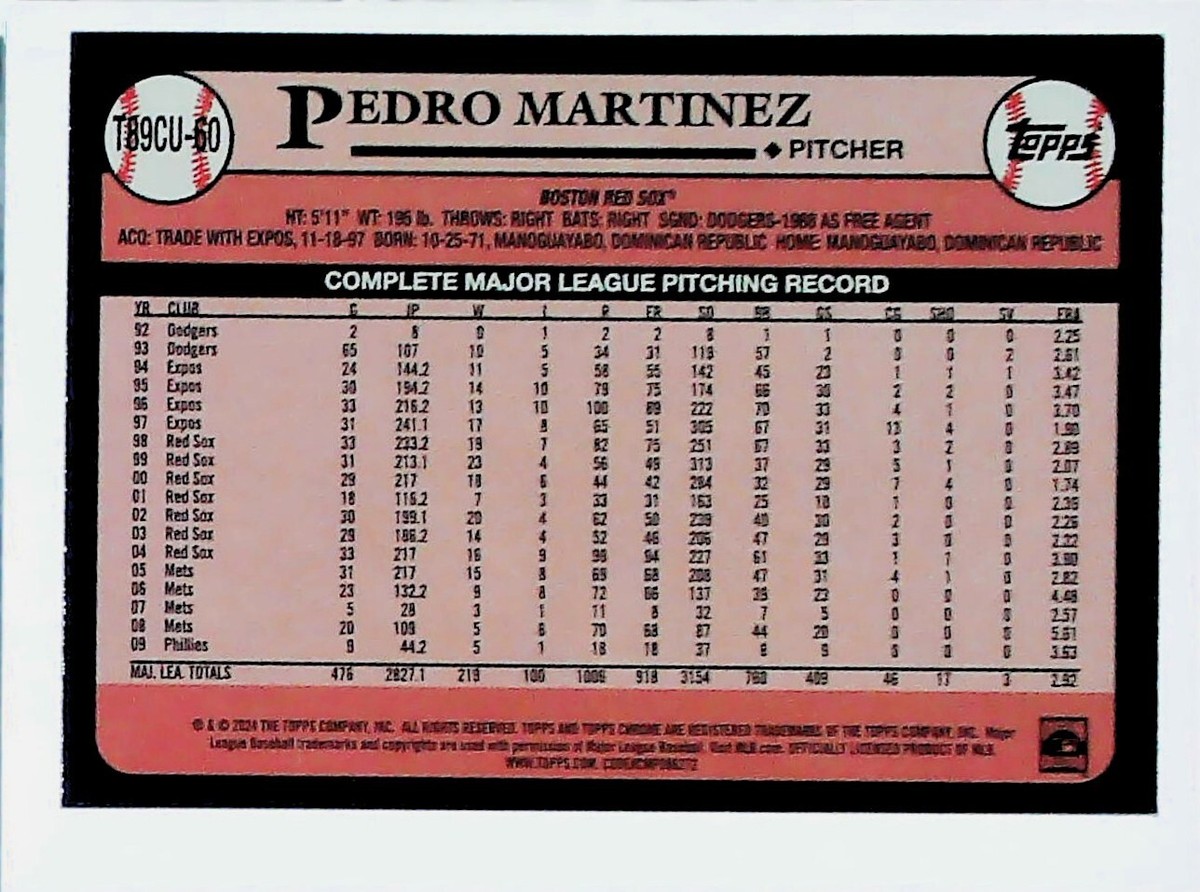 T89CU-60
PEDRO MARTINEZ
◆ PITCHER
TOPPS
BOSTON RED SOX®
HT: 5'11" WT: 195 lb. THROWS: RIGHT BATS: RIGHT SGND: DODGERS-1988 AS FREE AGENT
ACQ: TRADE WITH EXPOS, 11-18-97 BORN: 10-25-71, MANOGUAYABO, DOMINICAN REPUBLIC HOME: MANOGUAYABO, DOMINICAN REPUBLIC
COMPLETE MAJOR LEAGUE PITCHING RECORD
YR CLUB G IP W L R ER SO BB GS CG SHO SV ERA
92 Dodgers 2 8 0 1 2 2 8 1 1 0 0 0 2.25
93 Dodgers 65 107 10 5 34 31 119 57 2 0 0 2 2.61
94 Expos 24 144.2 11 5 58 55 142 45 23 1 1 1 3.42
95 Expos 30 194.2 14 10 79 75 174 66 30 2 2 0 3.47
96 Expos 33 216.2 13 10 100 89 222 70 33 4 1 0 3.70
97 Expos 31 241.1 17 8 65 51 305 67 31 13 4 0 1.90
98 Red Sox 33 233.2 19 7 82 75 251 67 33 3 2 0 2.89
99 Red Sox 31 213.1 23 4 56 49 313 37 29 5 1 0 2.07
00 Red Sox 29 217 18 6 44 42 284 32 29 7 4 0 1.74
01 Red Sox 18 116.2 7 3 33 31 163 25 18 1 0 0 2.39
02 Red Sox 30 199.1 20 4 62 50 239 40 30 2 0 0 2.26
03 Red Sox 29 186.2 14 4 52 46 206 47 29 3 0 0 2.22
04 Red Sox 33 217 16 9 99 94 227 61 33 1 1 0 3.90
05 Mets 31 217 15 8 69 68 208 47 31 4 1 0 2.82
06 Mets 23 132.2 9 8 72 66 137 39 23 0 0 0 4.48
07 Mets 5 28 3 1 11 8 32 7 5 0 0 0 2.57
08 Mets 20 109 5 6 70 68 87 44 20 0 0 0 5.61
09 Phillies 9 44.2 5 1 18 18 37 8 9 0 0 0 3.63
MAJ. LEA. TOTALS 476 2827.1 219 100 1006 918 3154 760 409 46 17 3 2.92
® & © 2024 THE TOPPS COMPANY, INC. ALL RIGHTS RESERVED. TOPPS AND TOPPS CHROME ARE REGISTERED TRADEMARKS OF THE TOPPS COMPANY, INC. Major
League Baseball trademarks and copyrights are used with permission of Major League Baseball. Visit MLB.com. OFFICIALLY LICENSED PRODUCT OF MLB.
WWW.TOPPS.COM